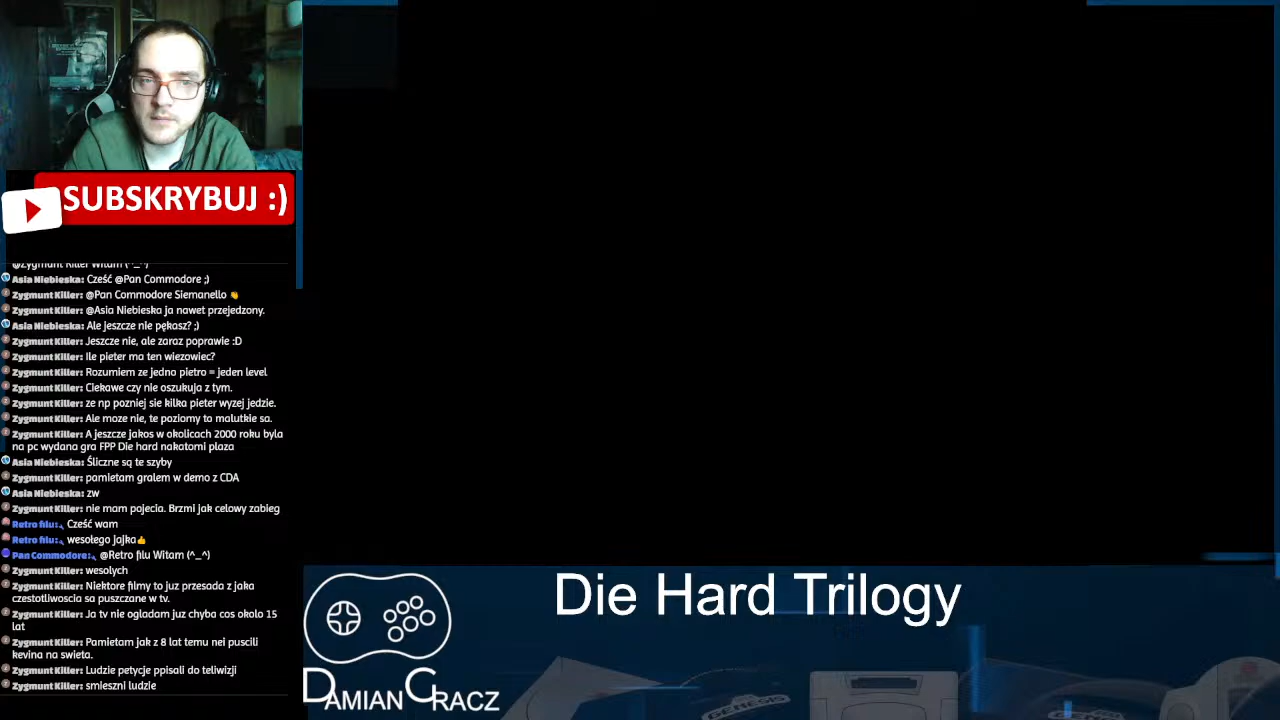 SUBSKRYBUJ :)
@Zygmunt Killer Witam (^_^)
Asia Niebieska: Cześć @Pan Commodore ;)
Zygmunt Killer: @Pan Commodore Siemanello 👋
Zygmunt Killer: @Asia Niebieska ja nawet przejedzony.
Asia Niebieska: Ale jeszcze nie pękasz? ;)
Zygmunt Killer: Jeszcze nie, ale zaraz poprawie :D
Zygmunt Killer: Ile pieter ma ten wiezowiec?
Zygmunt Killer: Rozumiem ze jedno pietro = jeden level
Zygmunt Killer: Ciekawe czy nie oszukuja z tym.
Zygmunt Killer: ze np pozniej sie kilka pieter wyzej jedzie.
Zygmunt Killer: Ale moze nie, te poziomy to malutkie sa.
Zygmunt Killer: A jeszcze jakos w okolicach 2000 roku byla
na pc wydana gra FPP Die hard nakatomi plaza
Asia Niebieska: Śliczne są te szyby
Zygmunt Killer: pamietam gralem w demo z CDA
Asia Niebieska: zw
Zygmunt Killer: nie mam pojecia. Brzmi jak celowy zabieg
Retro filu: Cześć wam
Retro filu: wesołego jajka👍
Pan Commodore: @Retro filu Witam (^_^)
Zygmunt Killer: wesolych
Zygmunt Killer: Niektore filmy to juz przesada z jaka
czestotliwoscia sa puszczane w tv.
Zygmunt Killer: Ja tv nie ogladam juz chyba cos okolo 15
lat
Zygmunt Killer: Pamietam jak z 8 lat temu nei puscili
kevina na swieta.
Zygmunt Killer: Ludzie petycje ppisali do teliwizji
Zygmunt Killer: smieszni ludzie
Die Hard Trilogy
DAMIAN GRACZ
GENESIS